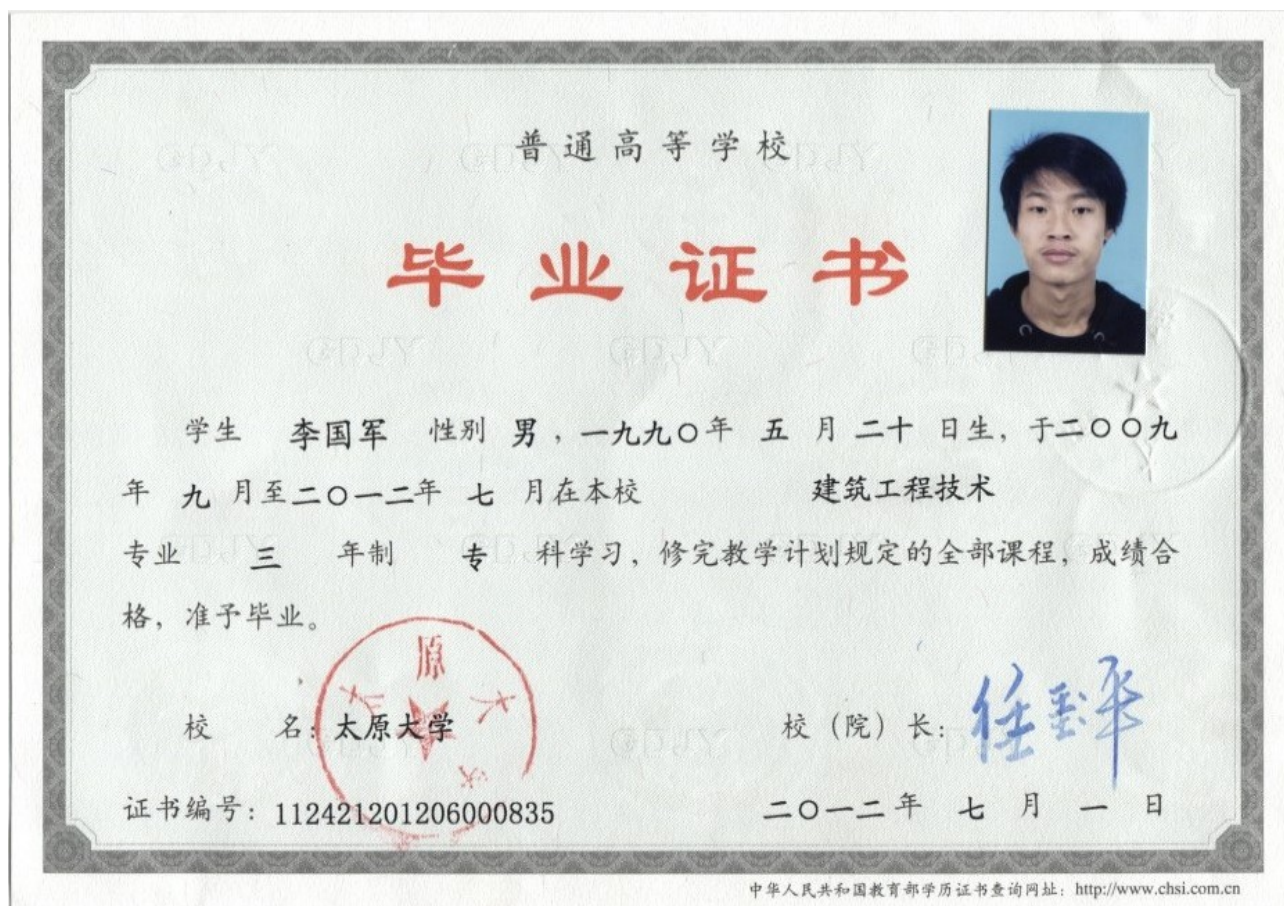 普通高等学校
毕业证书
学生 李国军 性别 男，一九九〇年 五 月 二十 日生，于二〇〇九
年 九 月至二〇一二年 七 月在本校 建筑工程技术
专业 三 年制 专 科学习，修完教学计划规定的全部课程，成绩合
格，准予毕业。
校 名：太原大学
校（院）长：
证书编号：112421201206000835
二〇一二年 七 月 一 日
中华人民共和国教育部学历证书查询网址：http://www.chsi.com.cn